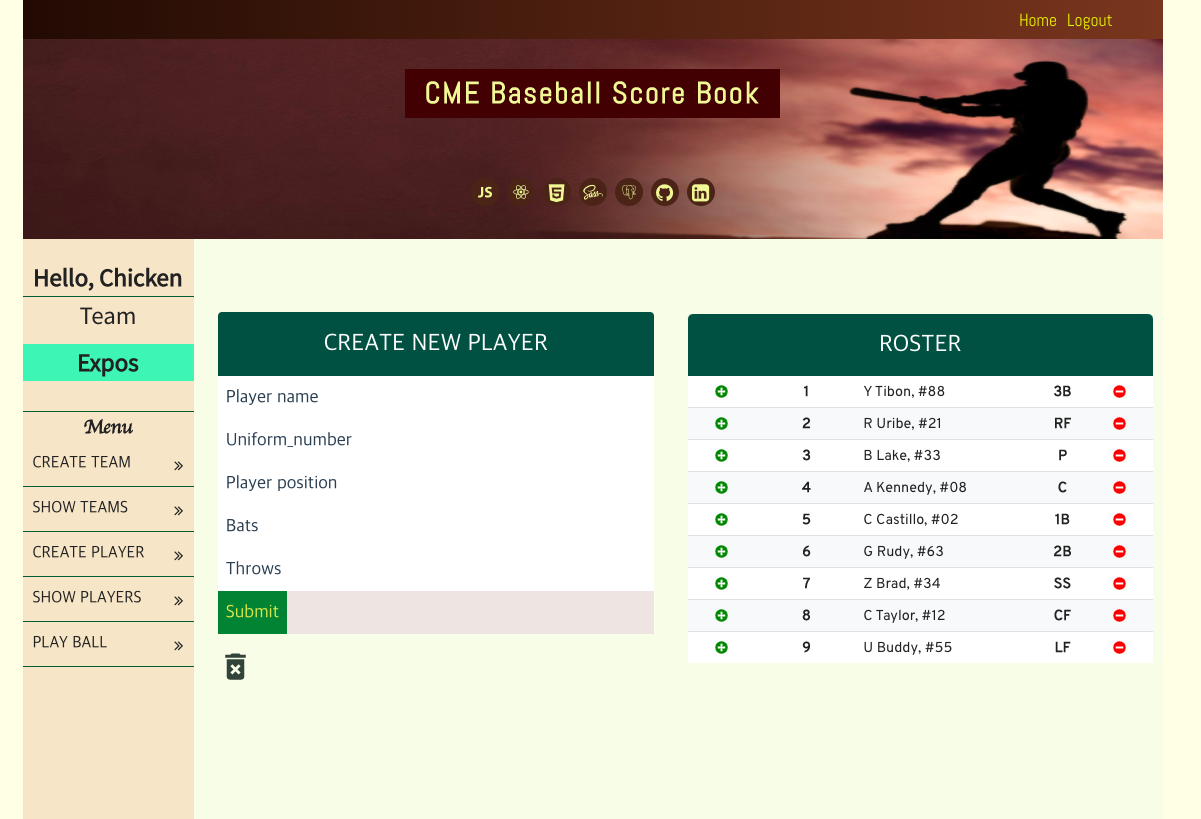 Home Logout
CME Baseball Score Book
JS
Sass
Hello, Chicken
Team
Expos
Menu
CREATE TEAM
SHOW TEAMS
CREATE PLAYER
SHOW PLAYERS
PLAY BALL
CREATE NEW PLAYER
Player name
Uniform_number
Player position
Bats
Throws
Submit
ROSTER
1 Y Tibon, #88 3B
2 R Uribe, #21 RF
3 B Lake, #33 P
4 A Kennedy, #08 C
5 C Castillo, #02 1B
6 G Rudy, #63 2B
7 Z Brad, #34 SS
8 C Taylor, #12 CF
9 U Buddy, #55 LF